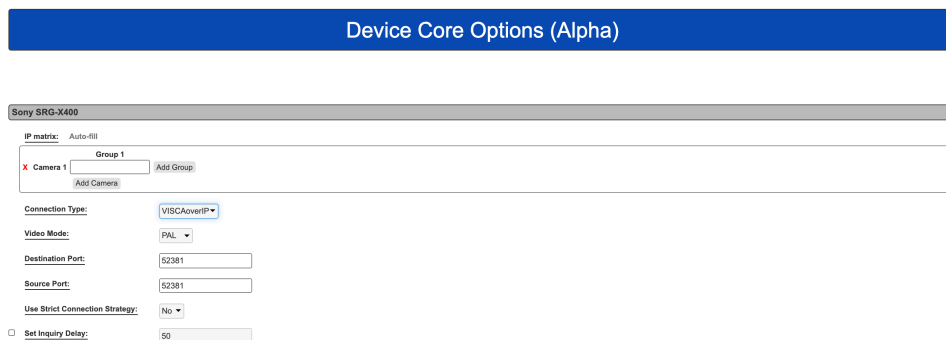 Device Core Options (Alpha)
Sony SRG-X400
IP matrix: Auto-fill
Group 1
X Camera 1 Add Group
Add Camera
Connection Type: VISCAoverIP
Video Mode: PAL
Destination Port: 52381
Source Port: 52381
Use Strict Connection Strategy: No
Set Inquiry Delay: 50